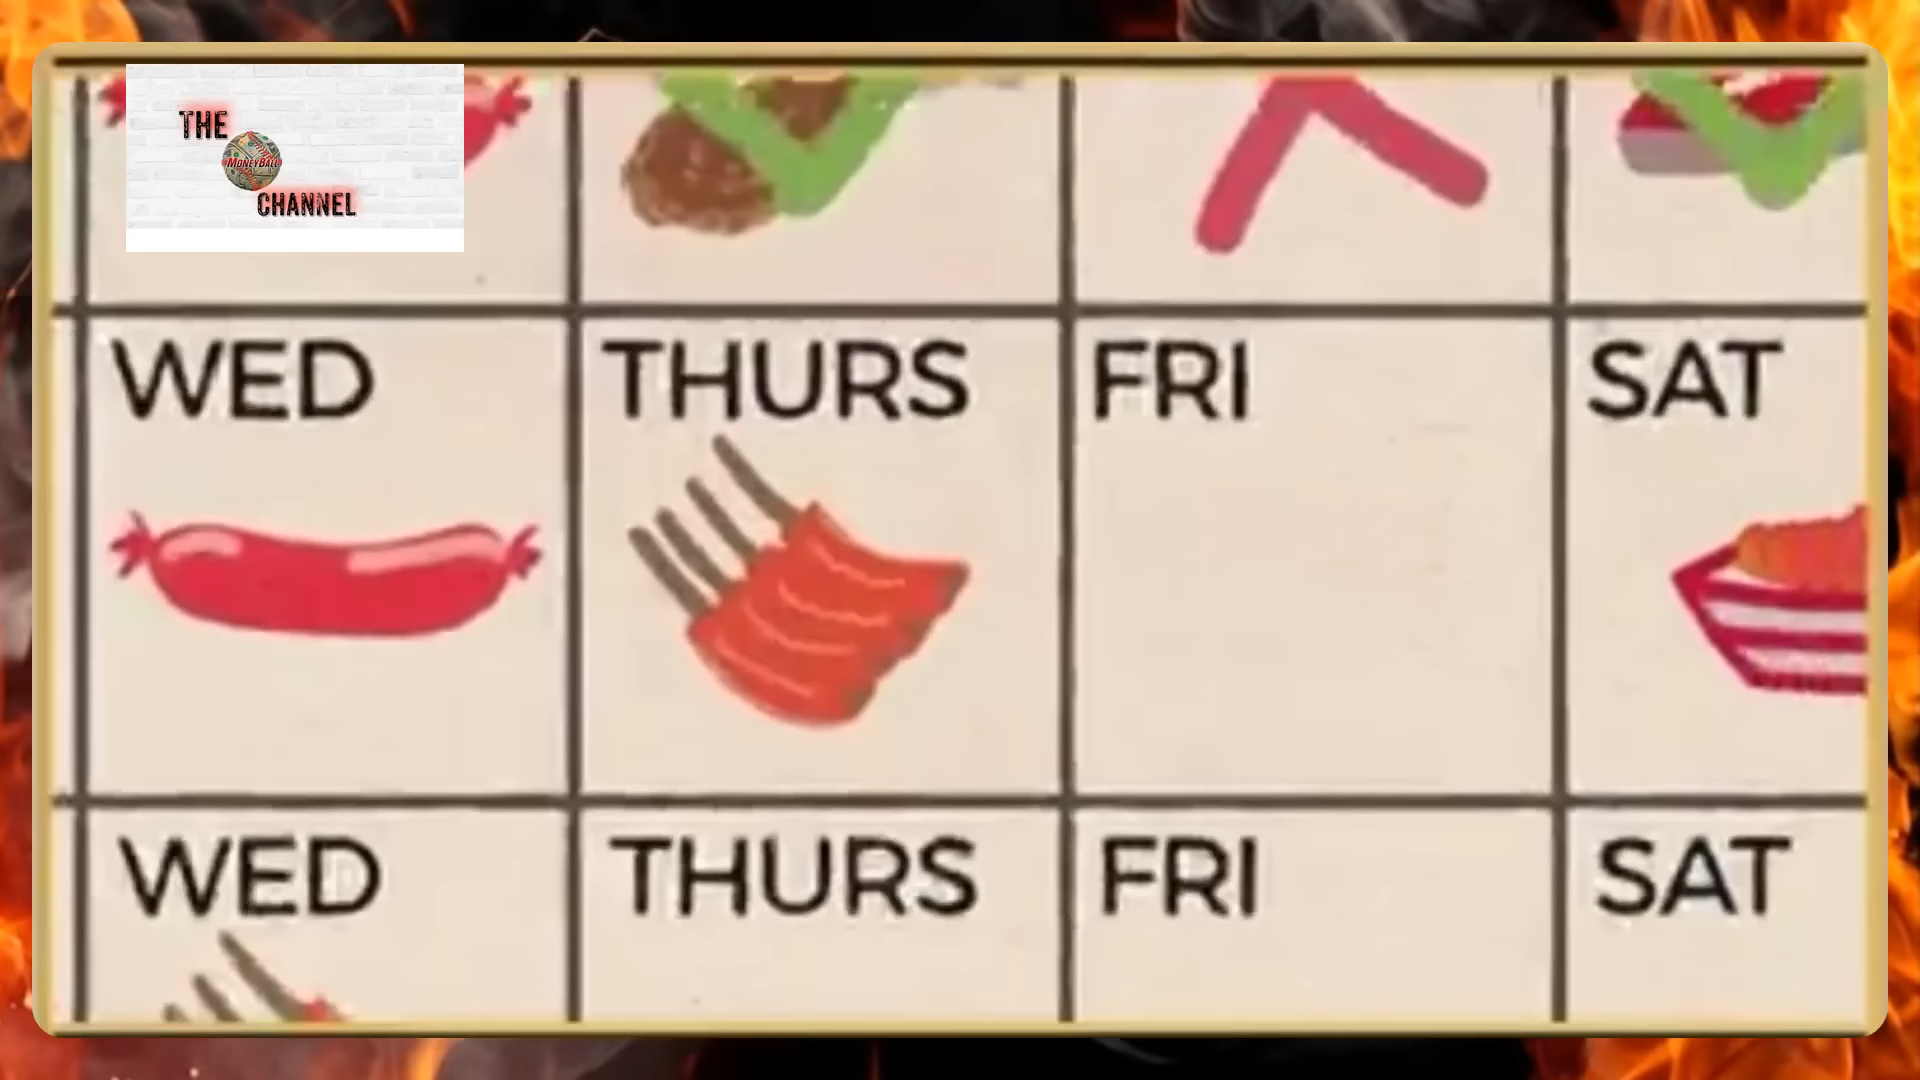 THE
MONEYBALL
CHANNEL
WED THURS FRI SAT
WED THURS FRI SAT